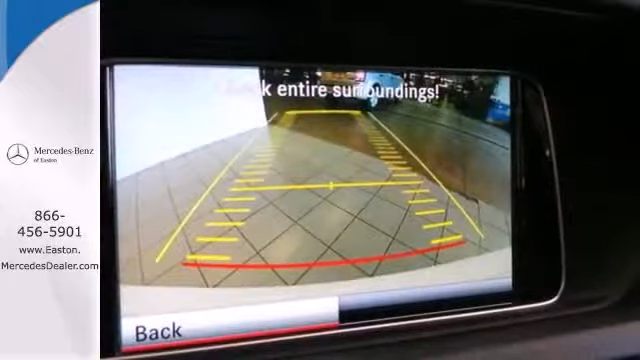 Mercedes-Benz
of Easton
866-
456-5901
www.Easton.
MercedesDealer.com
entire surroundings!
Back